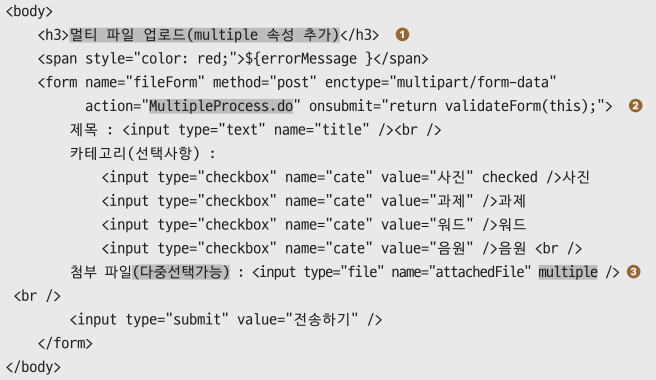 <body>
<h3>멀티 파일 업로드(multiple 속성 추가)</h3> ❶
<span style="color: red;">${errorMessage }</span>
<form name="fileForm" method="post" enctype="multipart/form-data"
action="MultipleProcess.do" onsubmit="return validateForm(this);"> ❷
제목 : <input type="text" name="title" /><br />
카테고리(선택사항) :
<input type="checkbox" name="cate" value="사진" checked />사진
<input type="checkbox" name="cate" value="과제" />과제
<input type="checkbox" name="cate" value="워드" />워드
<input type="checkbox" name="cate" value="음원" />음원 <br />
첨부 파일(다중선택가능) : <input type="file" name="attachedFile" multiple /> ❸
<br />
<input type="submit" value="전송하기" />
</form>
</body>